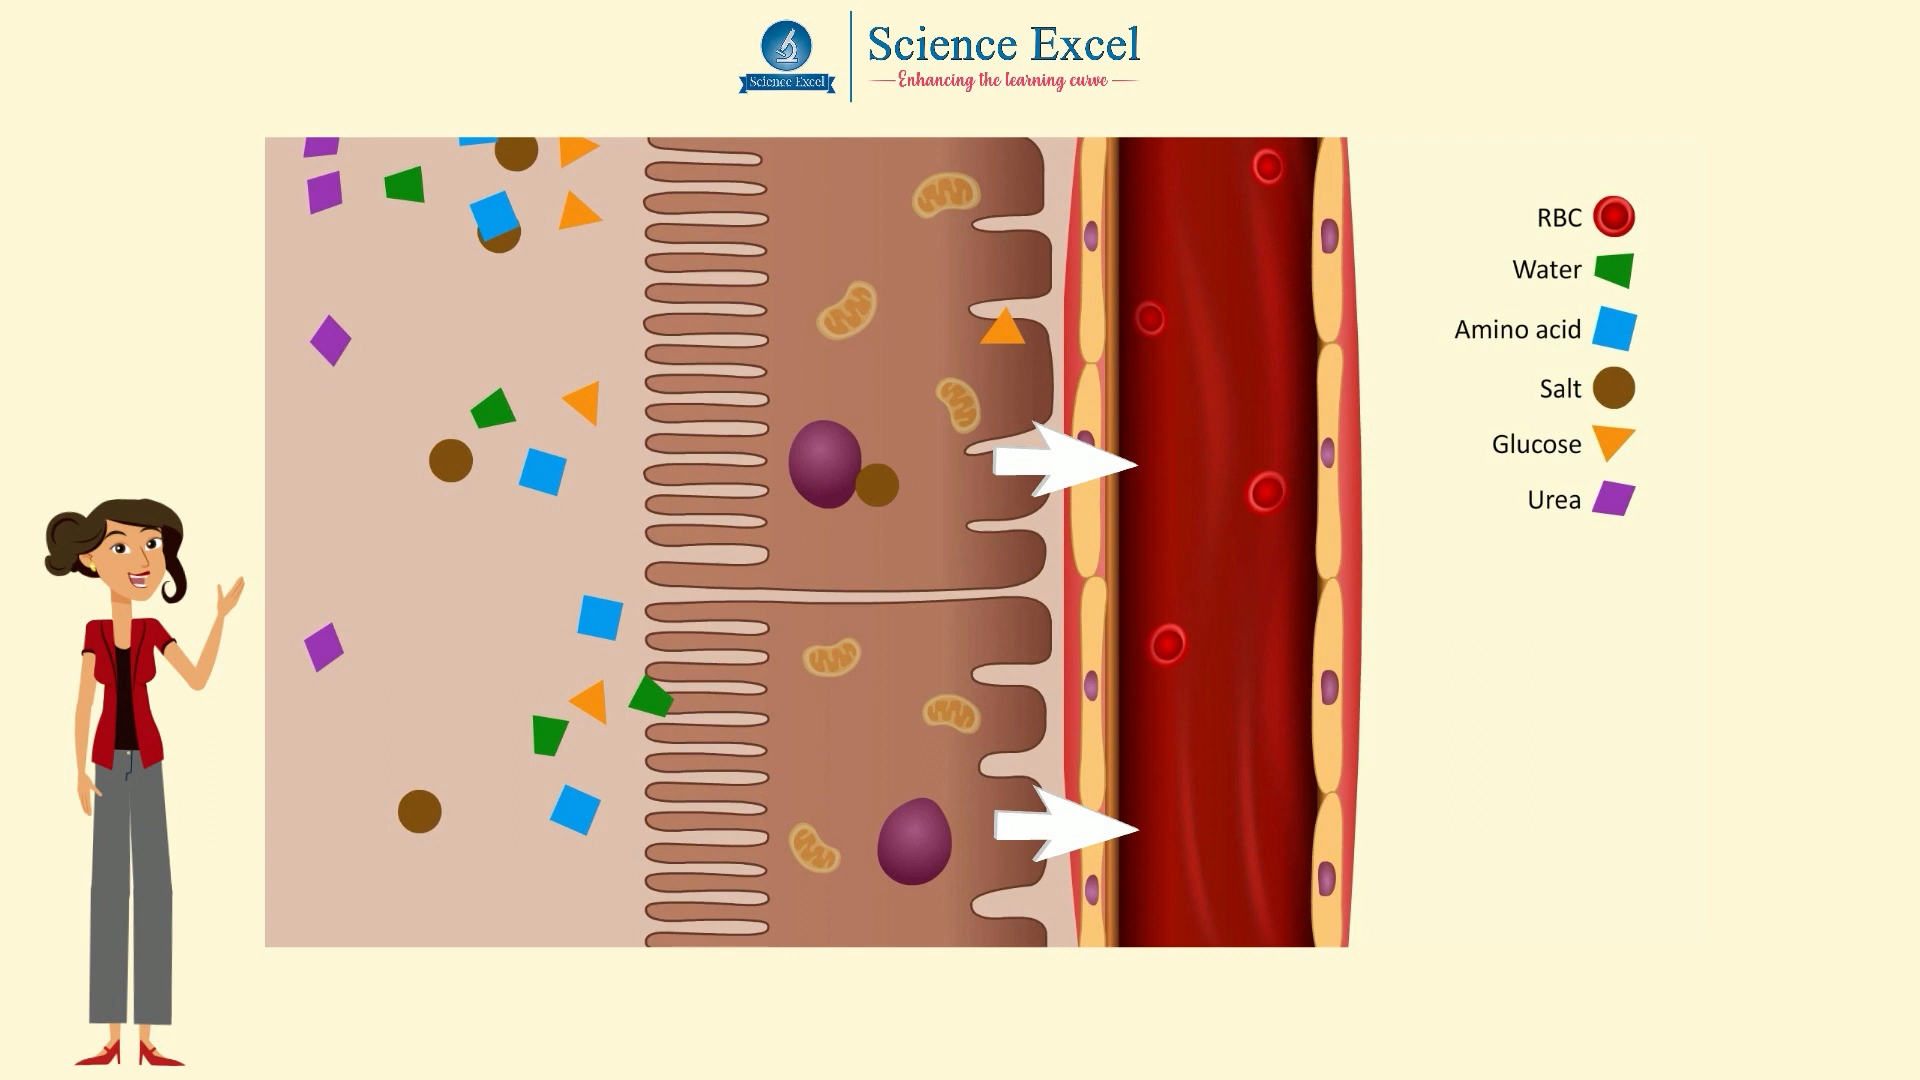 Science Excel
Science Excel
Enhancing the learning curve
RBC
Water
Amino acid
Salt
Glucose
Urea